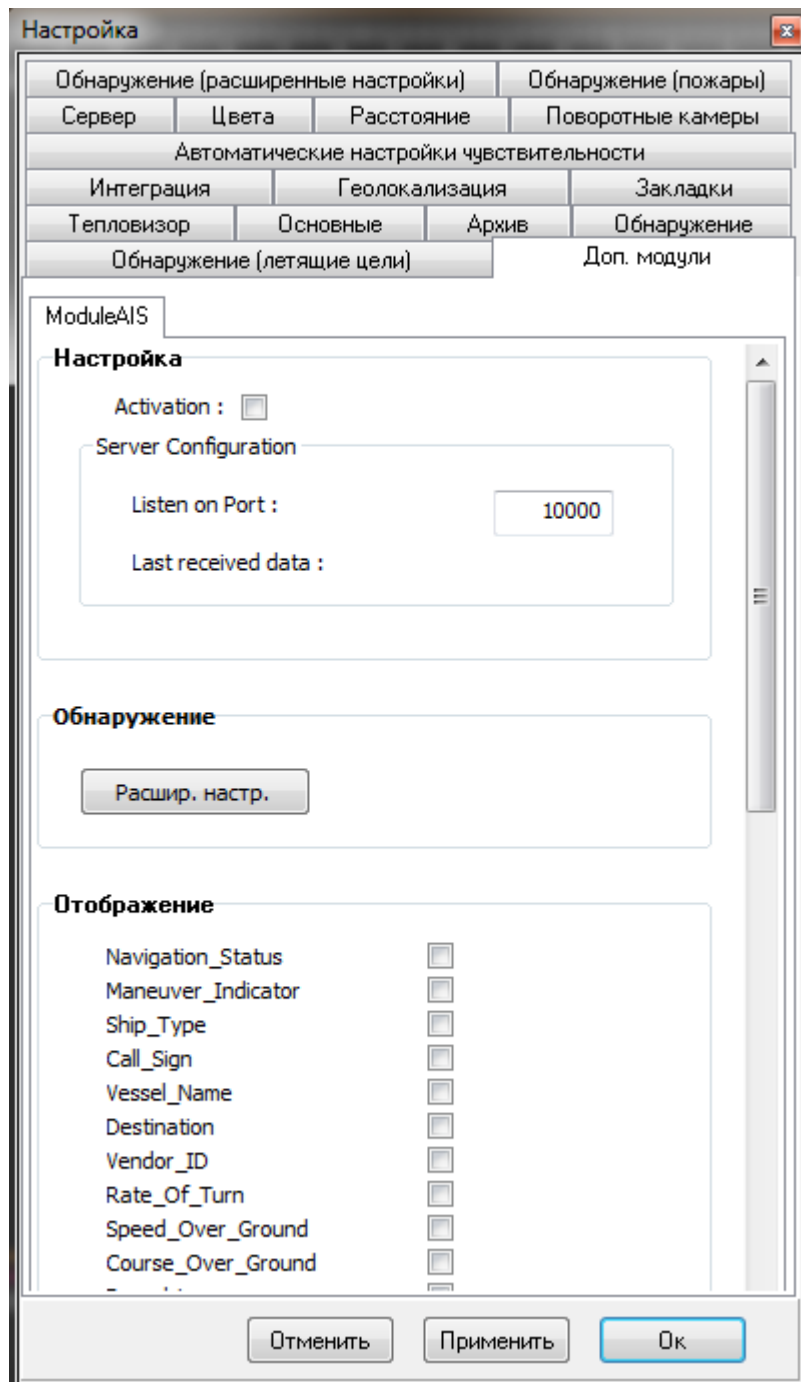 Настройка
Обнаружение (расширенные настройки) Обнаружение (пожары)
Сервер Цвета Расстояние Поворотные камеры
Автоматические настройки чувствительности
Интеграция Геолокализация Закладки
Тепловизор Основные Архив Обнаружение
Обнаружение (летящие цели) Доп. модули
ModuleAIS
Настройка
Activation :
Server Configuration
Listen on Port : 10000
Last received data :
Обнаружение
Расшир. настр.
Отображение
Navigation_Status
Maneuver_Indicator
Ship_Type
Call_Sign
Vessel_Name
Destination
Vendor_ID
Rate_Of_Turn
Speed_Over_Ground
Course_Over_Ground
Отменить Применить Ок